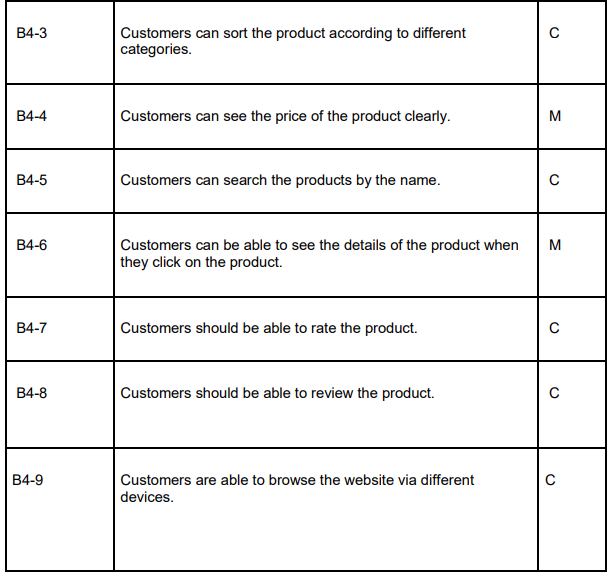 B4-3 Customers can sort the product according to different C
categories.
B4-4 Customers can see the price of the product clearly. M
B4-5 Customers can search the products by the name. C
B4-6 Customers can be able to see the details of the product when M
they click on the product.
B4-7 Customers should be able to rate the product. C
B4-8 Customers should be able to review the product. C
B4-9 Customers are able to browse the website via different C
devices.